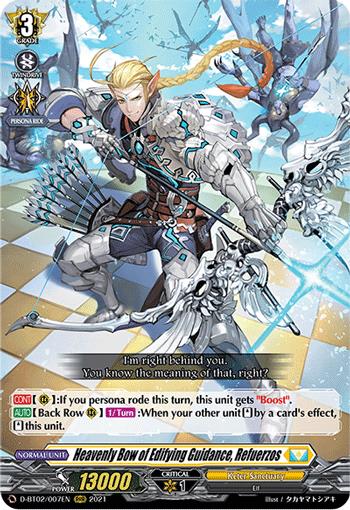 3
GRADE
TWINDRIVE
PERSONA RIDE
I'm right behind you.
You know the meaning of that, right?
CONT【】:If you persona ride this turn, this unit gets "Boost".
AUTO【Back Row】1/Turn:When your other unit by a card's effect,
this unit.
NORMAL UNIT
Heavenly Bow of Edifying Guidance, Refuerzos
POWER 13000
CRITICAL
1
Keter Sanctuary
Elf
D-BT02/007EN RRR 2021
illust / タカヤマトシアキ